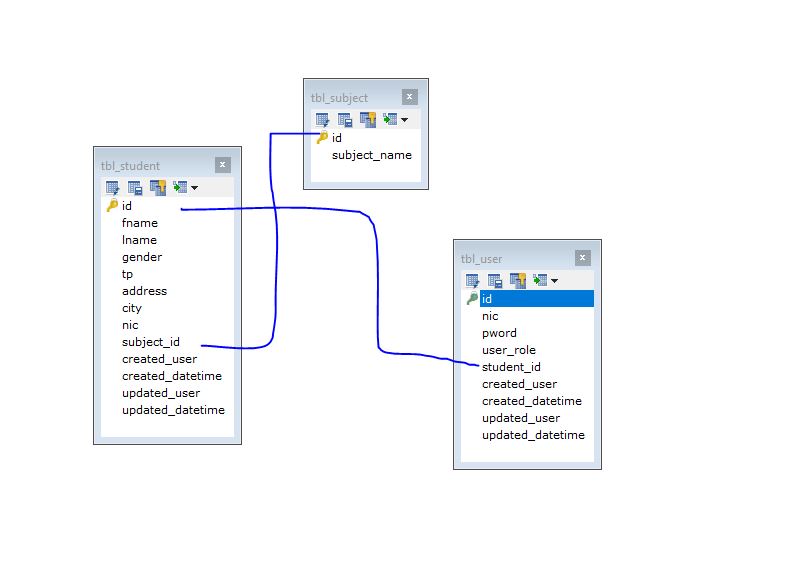 tbl_subject
id
subject_name
tbl_student
id
fname
lname
gender
tp
address
city
nic
subject_id
created_user
created_datetime
updated_user
updated_datetime
tbl_user
id
nic
pword
user_role
student_id
created_user
created_datetime
updated_user
updated_datetime